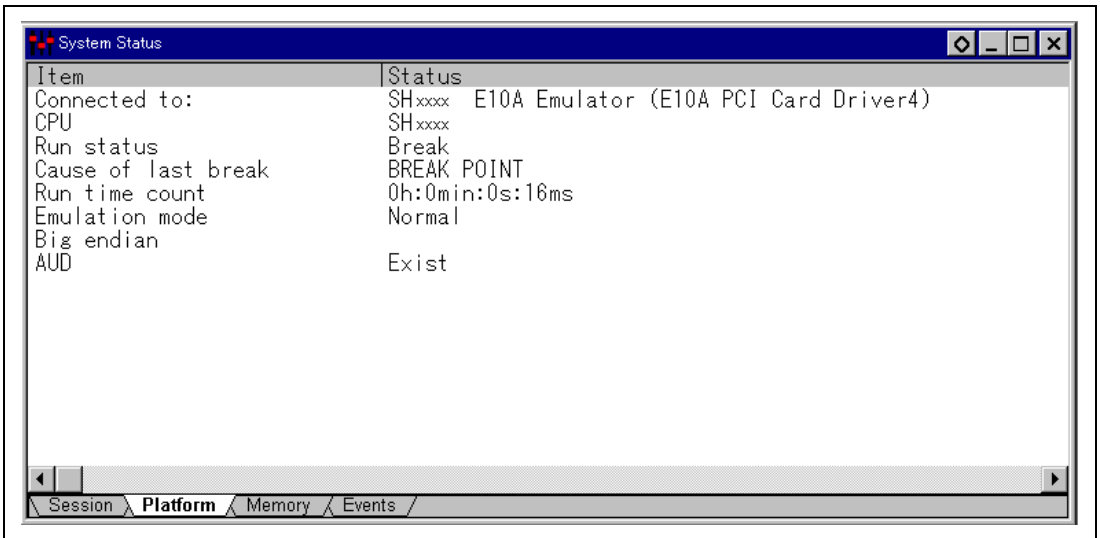 System Status
Item Status
Connected to: SHxxxx E10A Emulator (E10A PCI Card Driver4)
CPU SHxxxx
Run status Break
Cause of last break BREAK POINT
Run time count 0h:0min:0s:16ms
Emulation mode Normal
Big endian
AUD Exist
Session Platform Memory Events